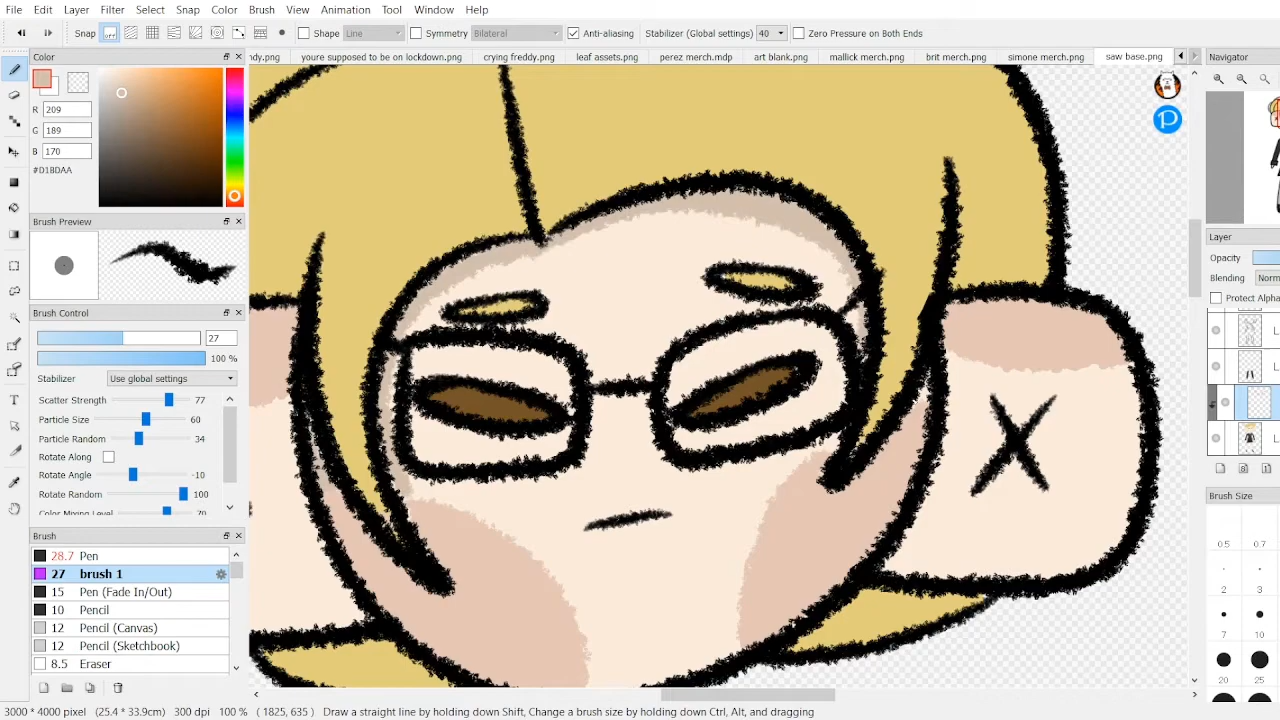 File Edit Layer Filter Select Snap Color Brush View Animation Tool Window Help
Snap OFF Shape Line Symmetry Bilateral Anti-aliasing Stabilizer (Global settings) 40 Zero Pressure on Both Ends
Color
ndy.png youre supposed to be on lockdown.png crying freddy.png leaf assets.png perez merch.mdp art blank.png mallick merch.png brit merch.png simone merch.png saw base.png
Navigator
R 209
G 189
B 170
#D1BDAA
Brush Preview
Layer
Opacity
Blending Norm
Protect Alpha
Brush Control
27
100 %
Stabilizer Use global settings
Scatter Strength 77
Particle Size 60
Particle Random 34
Rotate Along
Rotate Angle -10
Rotate Random 100
Color Mixing Level 70
Brush
28.7 Pen
27 brush 1
15 Pen (Fade In/Out)
10 Pencil
12 Pencil (Canvas)
12 Pencil (Sketchbook)
8.5 Eraser
Brush Size
0.5 0.7
2 3
7 10
20 25
3000 * 4000 pixel (25.4 * 33.9cm) 300 dpi 100 % ( 1825, 635 ) Draw a straight line by holding down Shift, Change a brush size by holding down Ctrl, Alt, and dragging